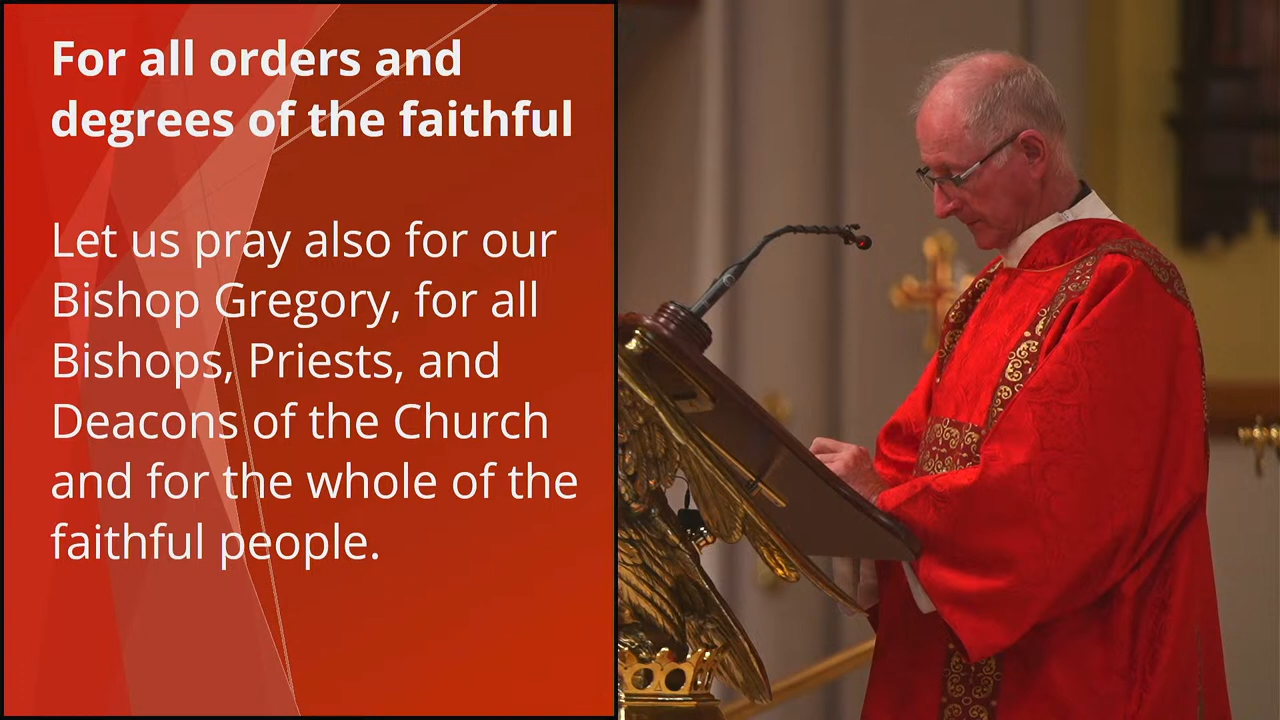 For all orders and
degrees of the faithful
Let us pray also for our
Bishop Gregory, for all
Bishops, Priests, and
Deacons of the Church
and for the whole of the
faithful people.